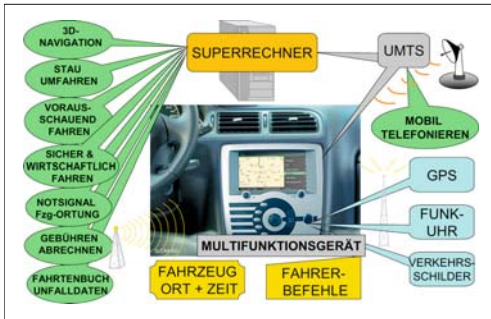 3D-
NAVIGATION
STAU
UMFAHREN
VORAUS-
SCHAUEND
FAHREN
SICHER &
WIRTSCHAFTLICH
FAHREN
NOTSIGNAL
Fzg-ORTUNG
GEBÜHREN
ABRECHNEN
FAHRTENBUCH
UNFALLDATEN
SUPERRECHNER
UMTS
MOBIL
TELEFONIEREN
GPS
FUNK-
UHR
VERKEHRS-
SCHILDER
MULTIFUNKTIONSGERÄT
FAHRZEUG
ORT + ZEIT
FAHRER-
BEFEHLE